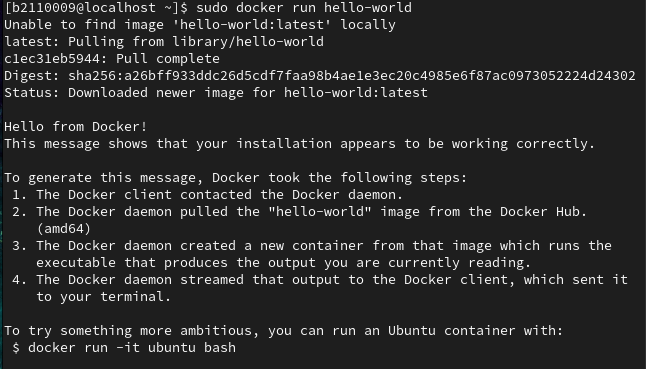 [b2110009@localhost ~]$ sudo docker run hello-world
Unable to find image 'hello-world:latest' locally
latest: Pulling from library/hello-world
c1ec31eb5944: Pull complete
Digest: sha256:a26bff933ddc26d5cdf7faa98b4ae1e3ec20c4985e6f87ac0973052224d24302
Status: Downloaded newer image for hello-world:latest

Hello from Docker!
This message shows that your installation appears to be working correctly.

To generate this message, Docker took the following steps:
 1. The Docker client contacted the Docker daemon.
 2. The Docker daemon pulled the "hello-world" image from the Docker Hub.
    (amd64)
 3. The Docker daemon created a new container from that image which runs the
    executable that produces the output you are currently reading.
 4. The Docker daemon streamed that output to the Docker client, which sent it
    to your terminal.

To try something more ambitious, you can run an Ubuntu container with:
 $ docker run -it ubuntu bash